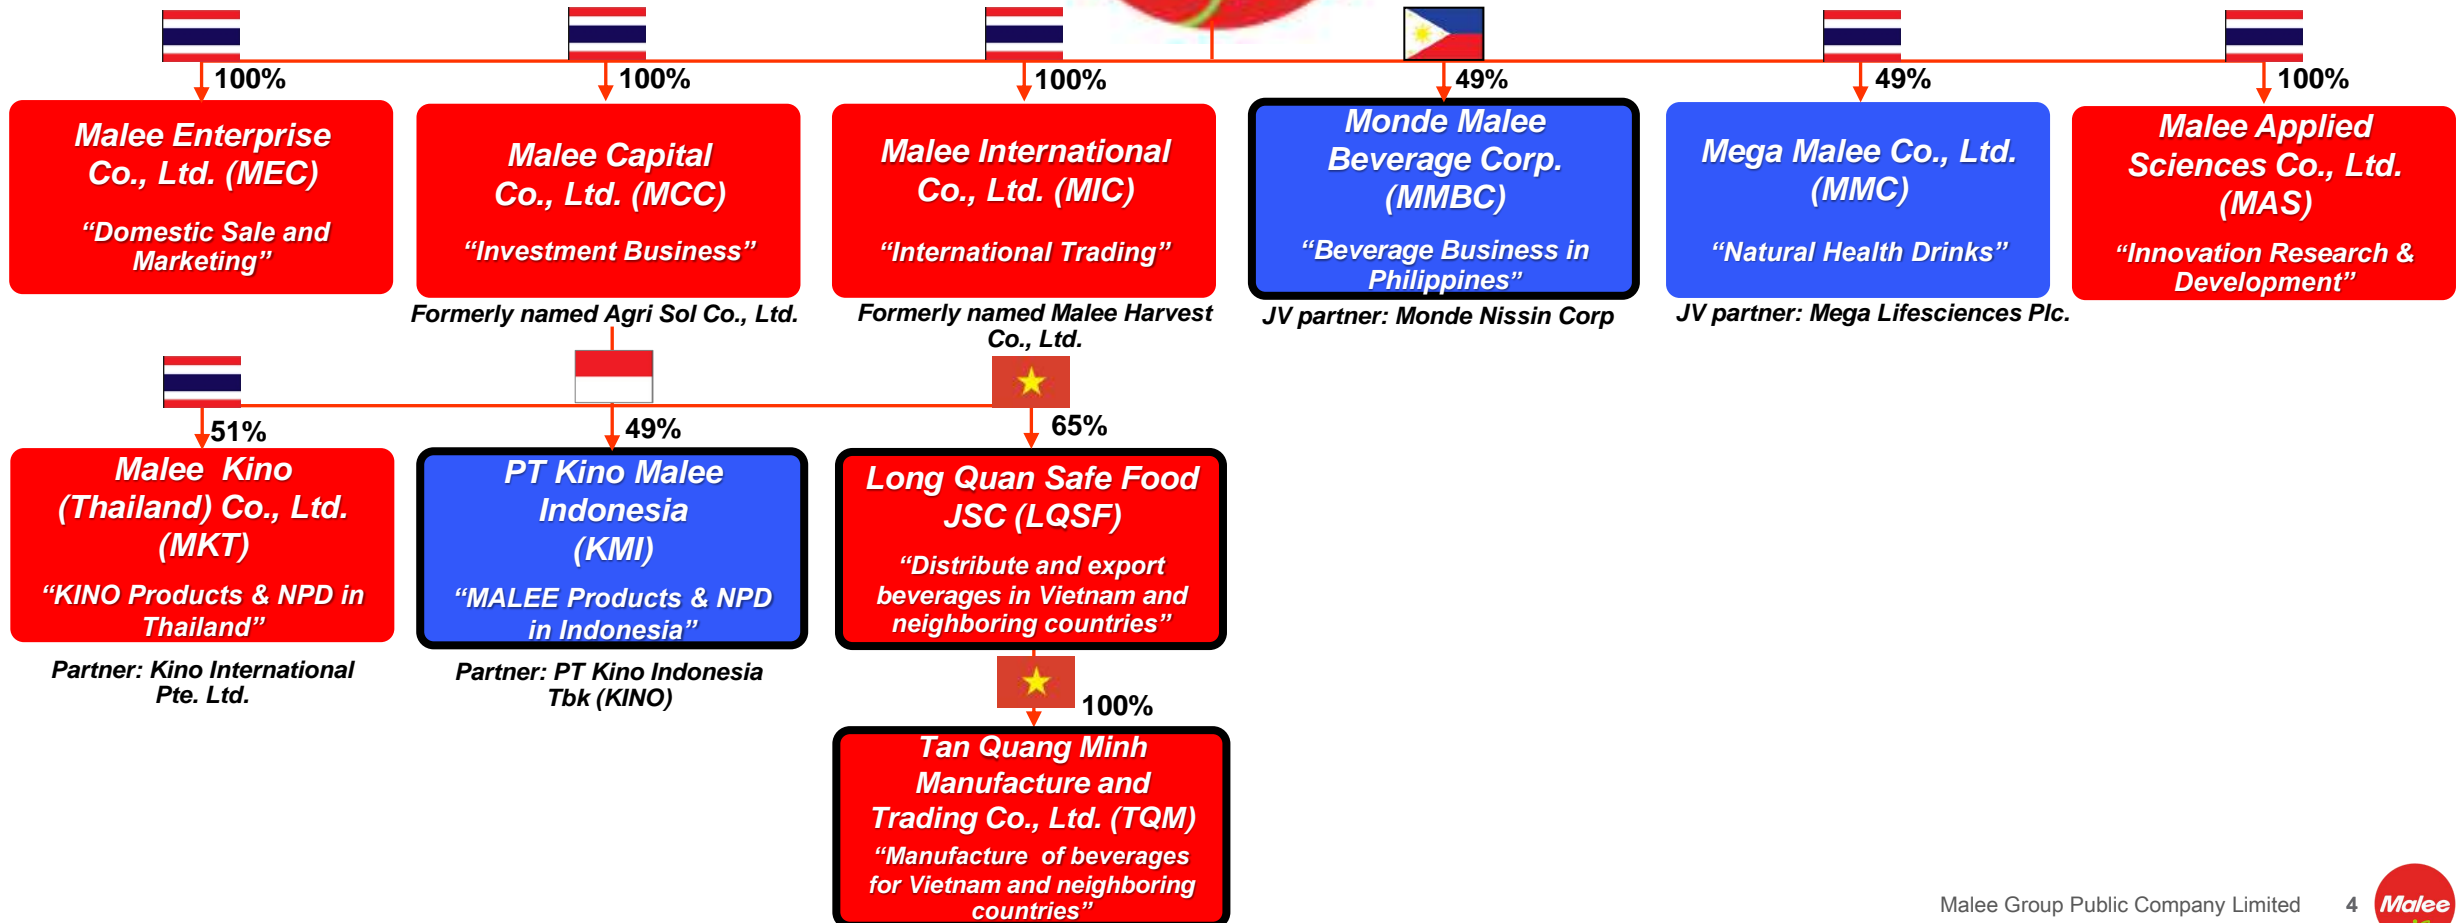 100%
100%
100%
49%
49%
100%
Malee Enterprise
Co., Ltd. (MEC)
“Domestic Sale and
Marketing”
Malee Capital
Co., Ltd. (MCC)
“Investment Business”
Formerly named Agri Sol Co., Ltd.
Malee International
Co., Ltd. (MIC)
“International Trading”
Formerly named Malee Harvest
Co., Ltd.
Monde Malee
Beverage Corp.
(MMBC)
“Beverage Business in
Philippines”
JV partner: Monde Nissin Corp
Mega Malee Co., Ltd.
(MMC)
“Natural Health Drinks”
JV partner: Mega Lifesciences Plc.
Malee Applied
Sciences Co., Ltd.
(MAS)
“Innovation Research &
Development”
51%
49%
65%
Malee Kino
(Thailand) Co., Ltd.
(MKT)
“KINO Products & NPD in
Thailand”
Partner: Kino International
Pte. Ltd.
PT Kino Malee
Indonesia
(KMI)
“MALEE Products & NPD
in Indonesia”
Partner: PT Kino Indonesia
Tbk (KINO)
Long Quan Safe Food
JSC (LQSF)
“Distribute and export
beverages in Vietnam and
neighboring countries”
100%
Tan Quang Minh
Manufacture and
Trading Co., Ltd. (TQM)
“Manufacture of beverages
for Vietnam and neighboring
countries”
Malee Group Public Company Limited 4
Malee